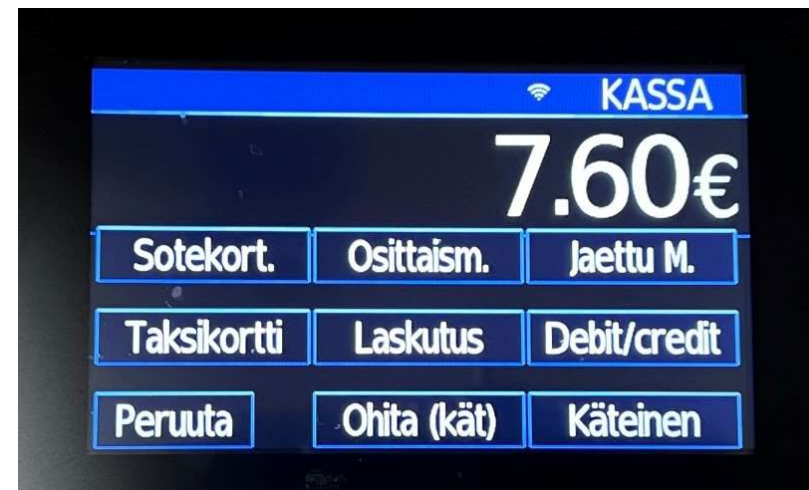 KASSA
7.60€
Sotekort. Osittaism. Jaettu M.
Taksikortti Laskutus Debit/credit
Peruuta Ohita (kät) Käteinen